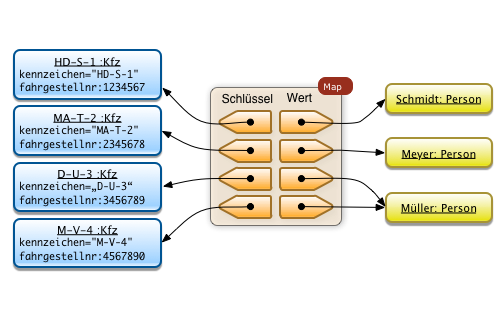 HD-S-1 :Kfz
kennzeichen="HD-S-1"
fahrgestellnr:1234567
MA-T-2 :Kfz
kennzeichen="MA-T-2"
fahrgestellnr:2345678
D-U-3 :Kfz
kennzeichen=„D-U-3“
fahrgestellnr:3456789
M-V-4 :Kfz
kennzeichen="M-V-4"
fahrgestellnr:4567890
Map
Schlüssel Wert
Schmidt: Person
Meyer: Person
Müller: Person